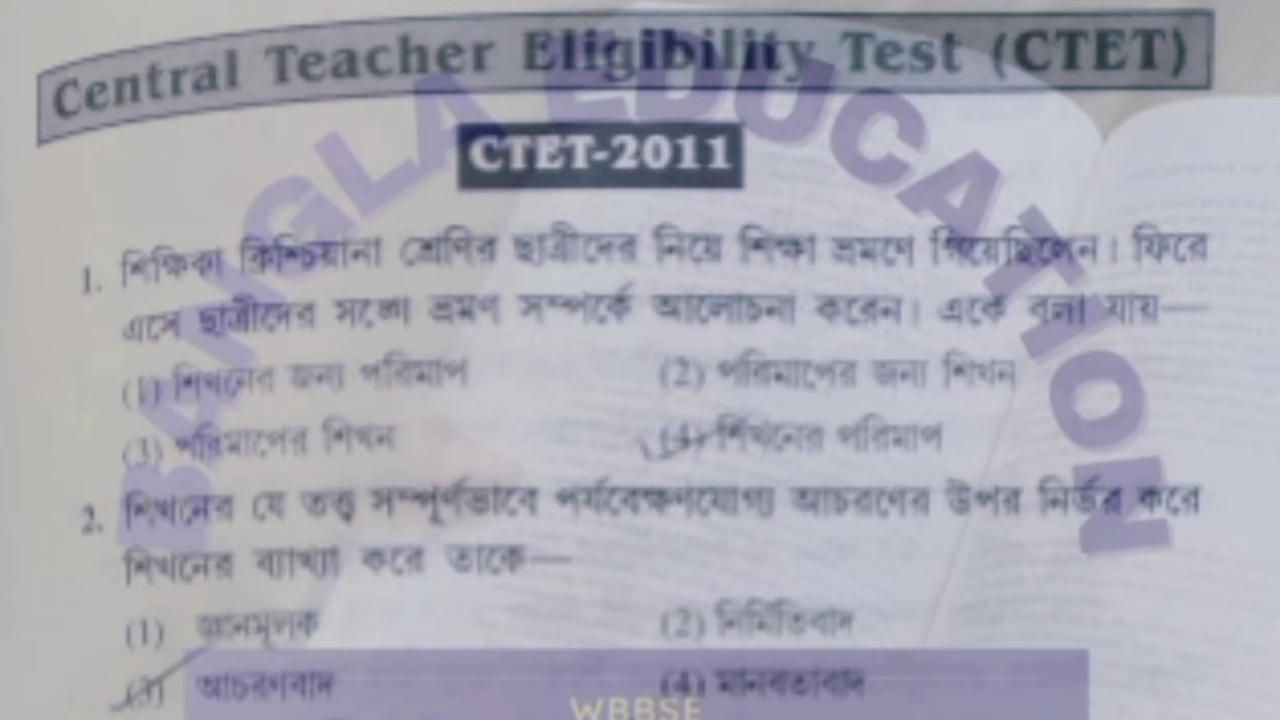 Central Teacher Eligibility Test (CTET)
BANGLA EDUCATION
CTET-2011
1. শিক্ষিকা ক্রিশ্চিয়ানা শ্রেণির ছাত্রীদের নিয়ে শিক্ষা ভ্রমণে গিয়েছিলেন। ফিরে
এসে ছাত্রীদের সঙ্গে ভ্রমণ সম্পর্কে আলোচনা করেন। একে বলা যায়—
(1) শিখনের জন্য পরিমাপ (2) পরিমাপের জন্য শিখন
(3) পরিমাপের শিখন (4) শিখনের পরিমাপ
2. শিখনের যে তত্ত্ব সম্পূর্ণভাবে পর্যবেক্ষণযোগ্য আচরণের উপর নির্ভর করে
শিখনের ব্যাখ্যা করে তাকে—
(1) জ্ঞানমূলক (2) নির্মিতিবাদ
(3) আচরণবাদ (4) মানবতাবাদ
WBBSE